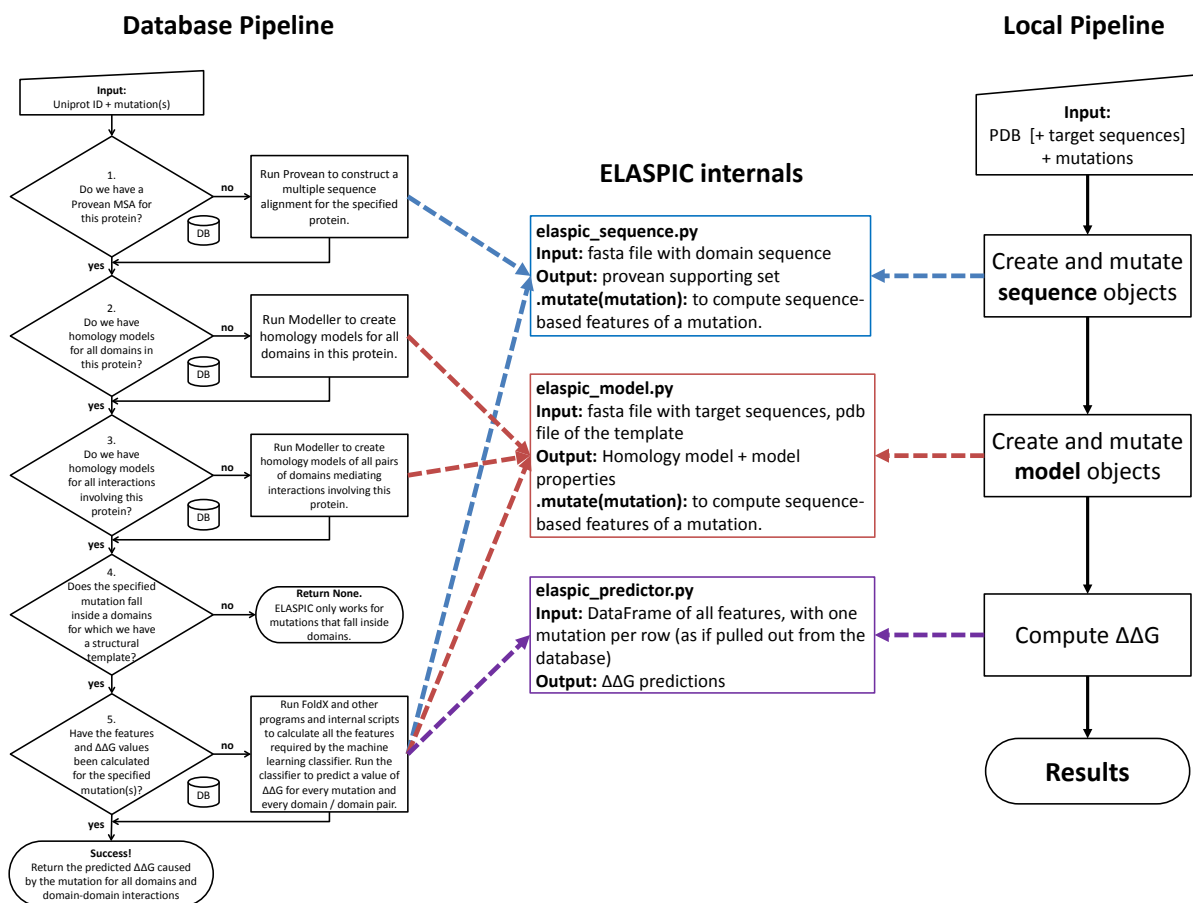 Database Pipeline
Input:
Uniprot ID + mutation(s)
1.
Do we have a
Provean MSA for
this protein?
no
DB
yes
Run Provean to construct a
multiple sequence
alignment for the specified
protein.
2.
Do we have
homology models
for all domains in
this protein?
no
DB
yes
Run Modeller to create
homology models for all
domains in this protein.
3.
Do we have
homology models
for all interactions
involving this
protein?
no
DB
yes
Run Modeller to create
homology models of all pairs
of domains mediating
interactions involving this
protein.
4.
Does the specified
mutation fall
inside a domains
for which we have
a structural
template?
no
yes
Return None.
ELASPIC only works for
mutations that fall inside
domains.
5.
Have the features
and ΔΔG values
been calculated
for the specified
mutation(s)?
no
DB
yes
Run FoldX and other
programs and internal scripts
to calculate all the features
required by the machine
learning classifier. Run the
classifier to predict a value of
ΔΔG for every mutation and
every domain / domain pair.
Success!
Return the predicted ΔΔG caused
by the mutation for all domains and
domain-domain interactions
ELASPIC internals
elaspic_sequence.py
Input: fasta file with domain sequence
Output: provean supporting set
.mutate(mutation): to compute sequence-
based features of a mutation.
elaspic_model.py
Input: fasta file with target sequences, pdb
file of the template
Output: Homology model + model
properties
.mutate(mutation): to compute sequence-
based features of a mutation.
elaspic_predictor.py
Input: DataFrame of all features, with one
mutation per row (as if pulled out from the
database)
Output: ΔΔG predictions
Local Pipeline
Input:
PDB [+ target sequences]
+ mutations
Create and mutate
sequence objects
Create and mutate
model objects
Compute ΔΔG
Results